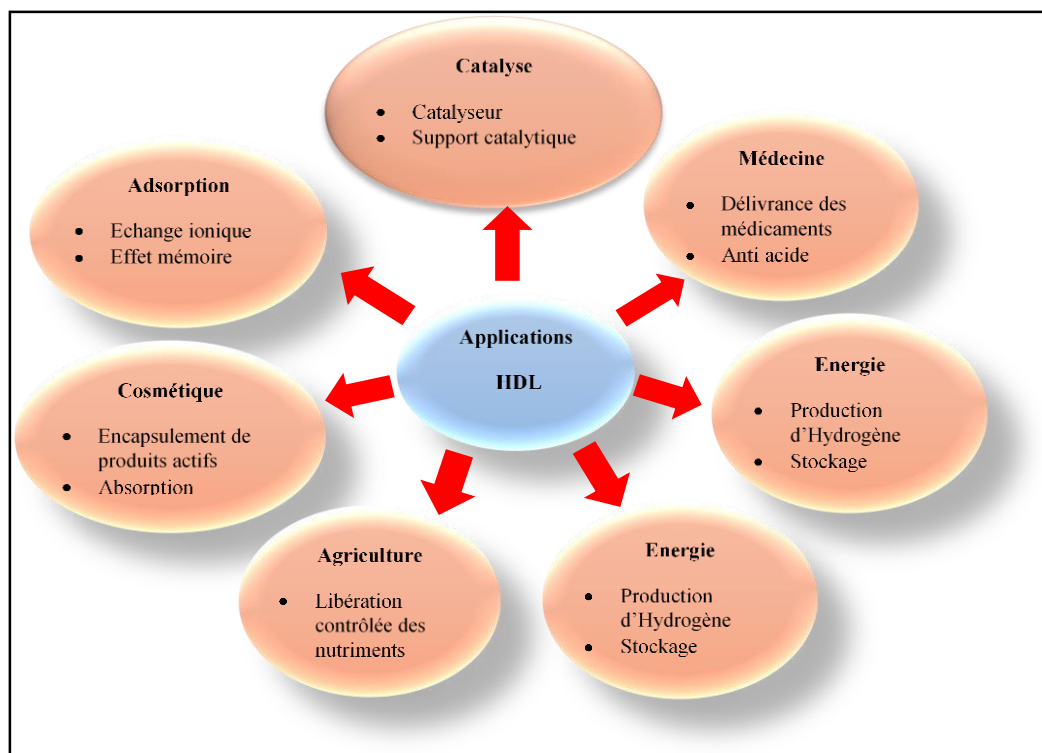 Catalyse
• Catalyseur
• Support catalytique
Médecine
• Délivrance des
médicaments
• Anti acide
Adsorption
• Echange ionique
• Effet mémoire
Applications
HDL
Energie
• Production
d’Hydrogène
• Stockage
Cosmétique
• Encapsulement de
produits actifs
• Absorption
Agriculture
• Libération
contrôlée des
nutriments
Energie
• Production
d’Hydrogène
• Stockage